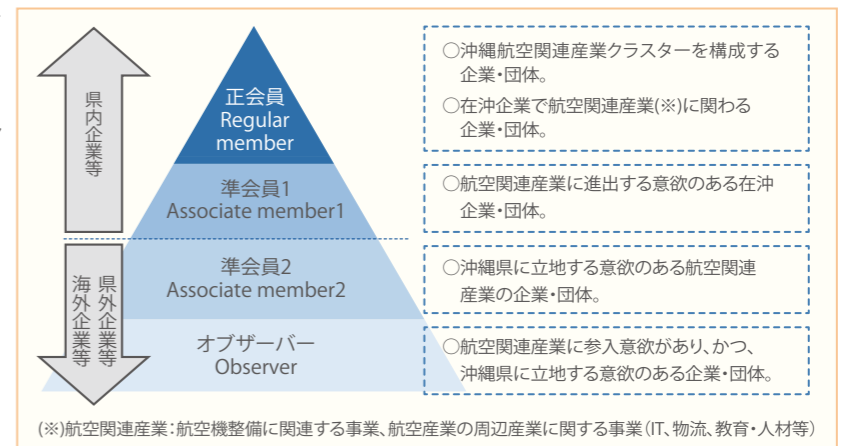 県内企業等
県外企業等
海外企業等
正会員
Regular
member
準会員1
Associate member1
準会員2
Associate member2
オブザーバー
Observer
○沖縄航空関連産業クラスターを構成する
企業・団体。
○在沖企業で航空関連産業(※)に関わる
企業・団体。
○航空関連産業に進出する意欲のある在沖
企業・団体。
○沖縄県に立地する意欲のある航空関連
産業の企業・団体。
○航空関連産業に参入意欲があり、かつ、
沖縄県に立地する意欲のある企業・団体。
(※)航空関連産業：航空機整備に関連する事業、航空産業の周辺産業に関する事業（IT、物流、教育・人材等）